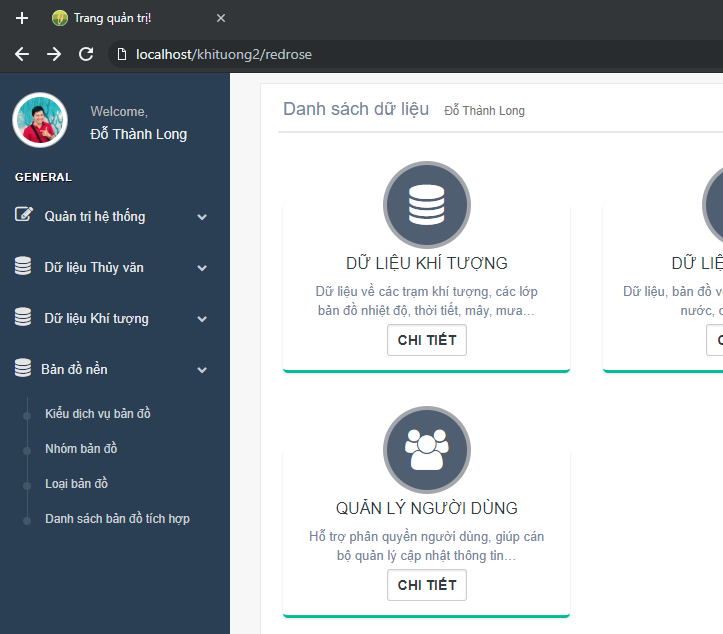 Trang quản trị!
localhost/khituong2/redrose
Welcome,
Đỗ Thành Long
GENERAL
Quản trị hệ thống
Dữ liệu Thủy văn
Dữ liệu Khí tượng
Bản đồ nền
Kiểu dịch vụ bản đồ
Nhóm bản đồ
Loại bản đồ
Danh sách bản đồ tích hợp
Danh sách dữ liệu Đỗ Thành Long
DỮ LIỆU KHÍ TƯỢNG
Dữ liệu về các trạm khí tượng, các lớp
bản đồ nhiệt độ, thời tiết, mây, mưa...
CHI TIẾT
DỮ LIỆ
Dữ liệu, bản đồ v
nước,
QUẢN LÝ NGƯỜI DÙNG
Hỗ trợ phân quyền người dùng, giúp cán
bộ quản lý cập nhật thông tin...
CHI TIẾT